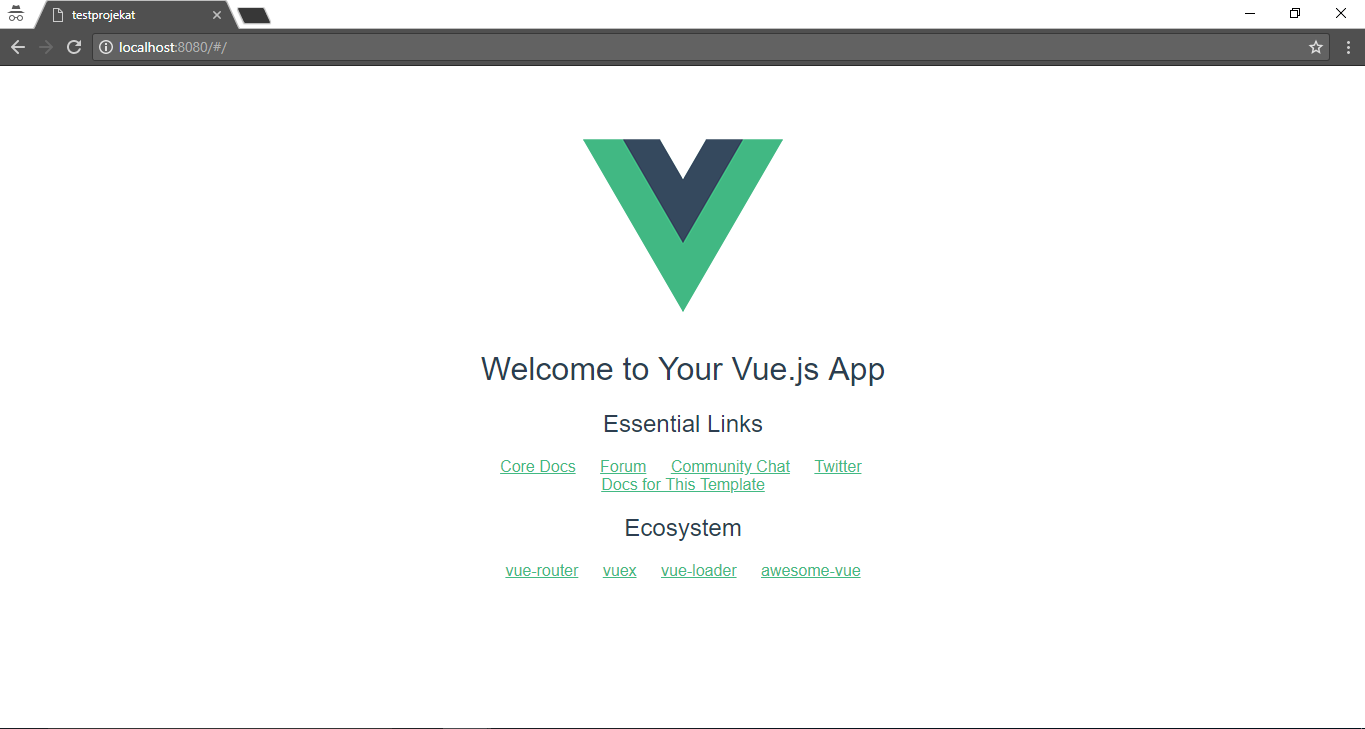 testprojekat
localhost:8080/#/
Welcome to Your Vue.js App
Essential Links
Core Docs Forum Community Chat Twitter
Docs for This Template
Ecosystem
vue-router vuex vue-loader awesome-vue